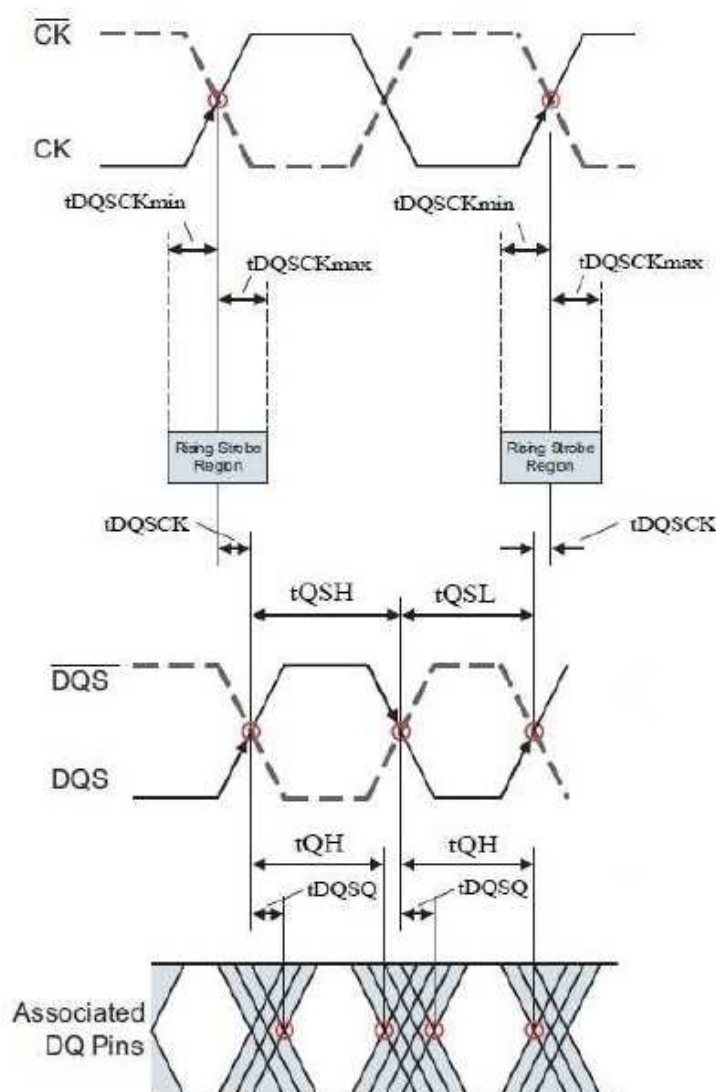 CK
CK
tDQSCKmin
tDQSCKmin
tDQSCKmax
tDQSCKmax
Rising Strobe
Region
Rising Strobe
Region
tDQSCK
tDQSCK
tQSH
tQSL
DQS
DQS
tQH
tQH
tDQSQ
tDQSQ
Associated
DQ Pins